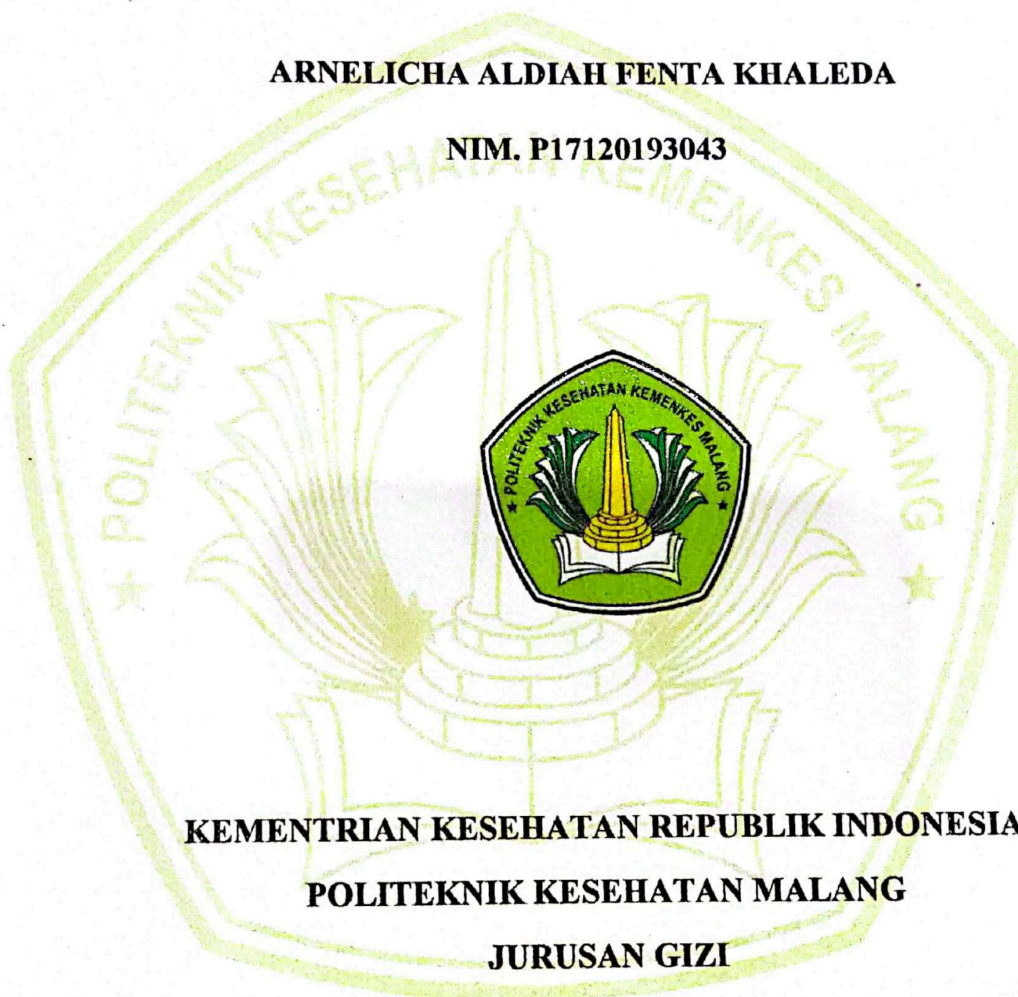 ARNELICHA ALDIAH FENTA KHALEDA
NIM. P17120193043
★ POLITEKNIK KESEHATAN KEMENKES MALANG ★
★ POLITEKNIK KESEHATAN KEMENKES MALANG ★
KEMENTRIAN KESEHATAN REPUBLIK INDONESIA
POLITEKNIK KESEHATAN MALANG
JURUSAN GIZI